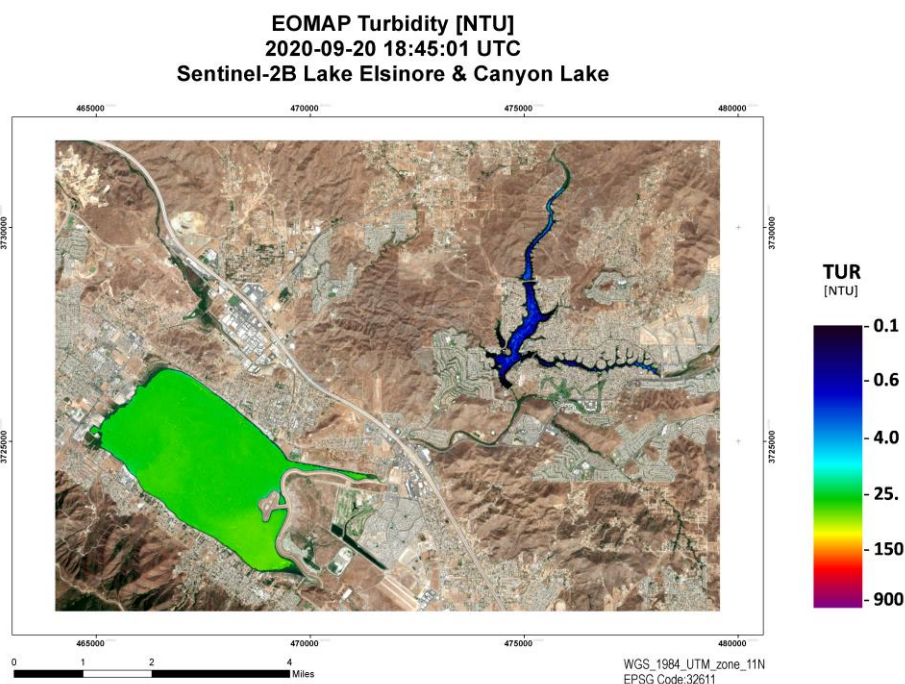 EOMAP Turbidity [NTU]
2020-09-20 18:45:01 UTC
Sentinel-2B Lake Elsinore & Canyon Lake
465000 470000 475000 480000
3730000 3730000
3725000 3725000
TUR
[NTU]
0.1
0.6
4.0
25.
150
900
465000 470000 475000 480000
0 1 2 4
Miles
WGS_1984_UTM_zone_11N
EPSG Code:32611